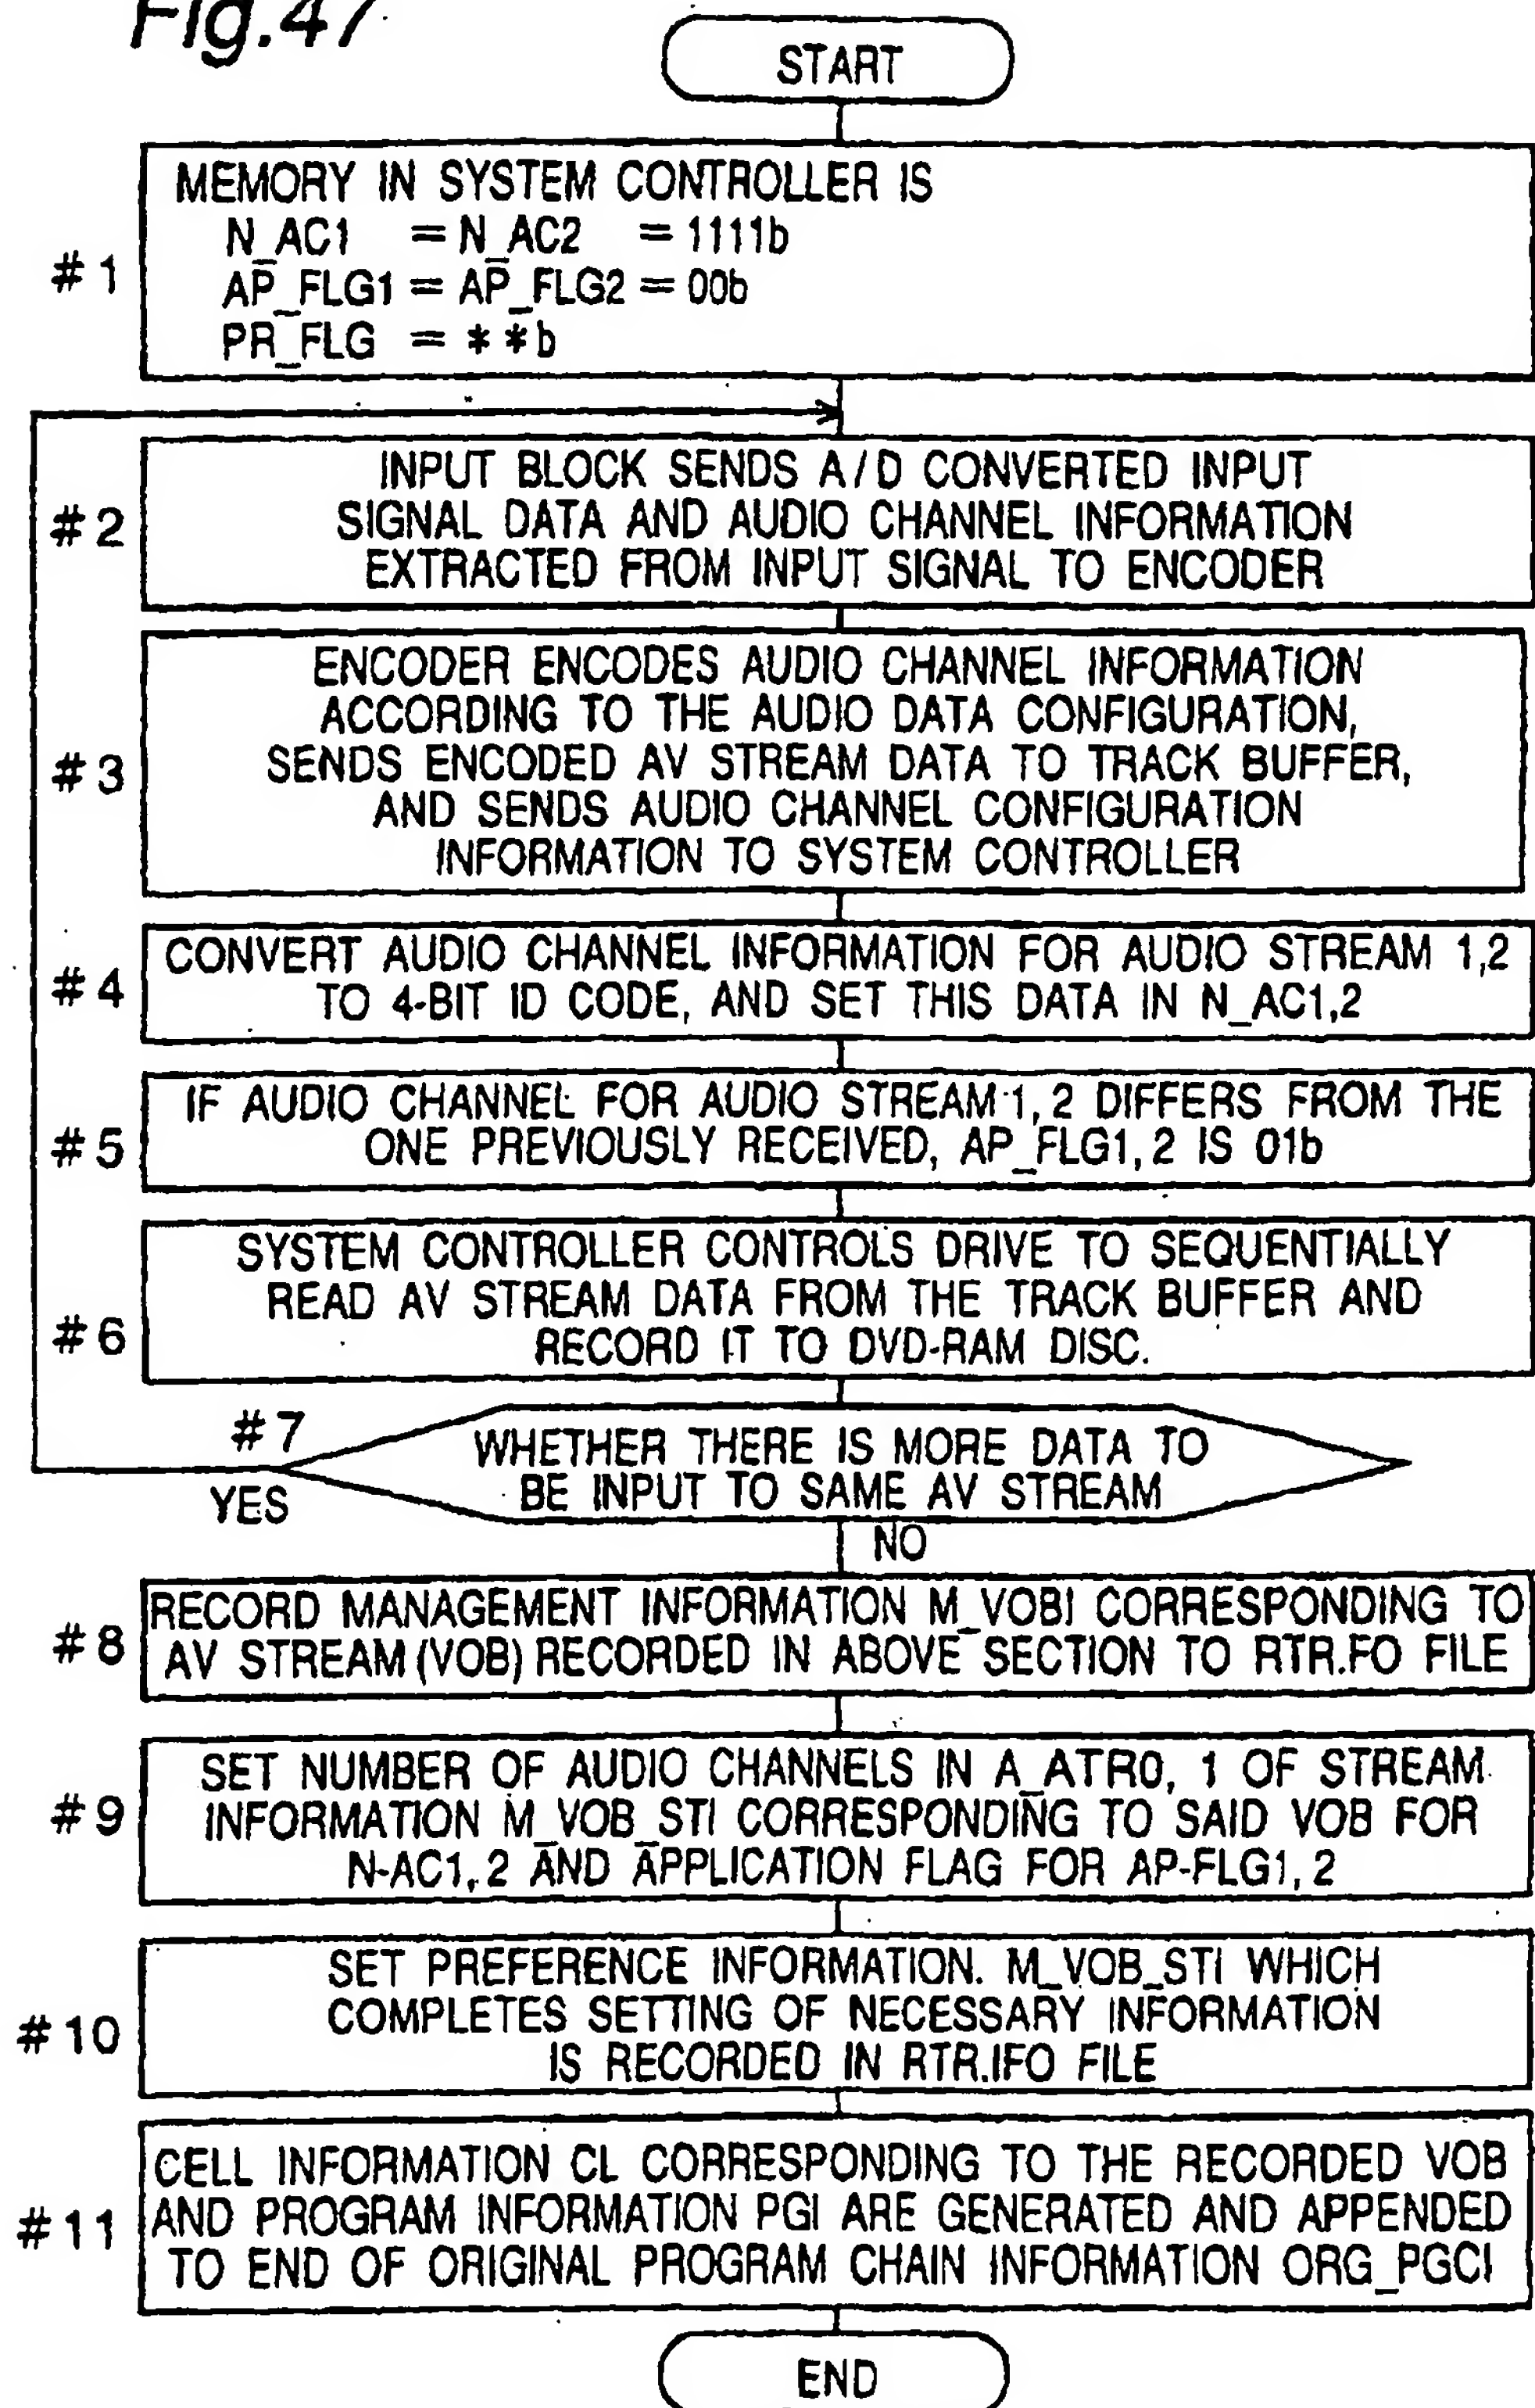 Fig.47
START
#1
MEMORY IN SYSTEM CONTROLLER IS
N_AC1 = N_AC2 = 1111b
AP_FLG1 = AP_FLG2 = 00b
PR_FLG = **b
#2
INPUT BLOCK SENDS A/D CONVERTED INPUT
SIGNAL DATA AND AUDIO CHANNEL INFORMATION
EXTRACTED FROM INPUT SIGNAL TO ENCODER
#3
ENCODER ENCODES AUDIO CHANNEL INFORMATION
ACCORDING TO THE AUDIO DATA CONFIGURATION,
SENDS ENCODED AV STREAM DATA TO TRACK BUFFER,
AND SENDS AUDIO CHANNEL CONFIGURATION
INFORMATION TO SYSTEM CONTROLLER
#4
CONVERT AUDIO CHANNEL INFORMATION FOR AUDIO STREAM 1,2
TO 4-BIT ID CODE, AND SET THIS DATA IN N_AC1,2
#5
IF AUDIO CHANNEL FOR AUDIO STREAM 1, 2 DIFFERS FROM THE
ONE PREVIOUSLY RECEIVED, AP_FLG1, 2 IS 01b
#6
SYSTEM CONTROLLER CONTROLS DRIVE TO SEQUENTIALLY
READ AV STREAM DATA FROM THE TRACK BUFFER AND
RECORD IT TO DVD-RAM DISC.
#7
WHETHER THERE IS MORE DATA TO
BE INPUT TO SAME AV STREAM
YES
NO
#8
RECORD MANAGEMENT INFORMATION M_VOBI CORRESPONDING TO
AV STREAM (VOB) RECORDED IN ABOVE SECTION TO RTR.FO FILE
#9
SET NUMBER OF AUDIO CHANNELS IN A_ATR0, 1 OF STREAM
INFORMATION M_VOB_STI CORRESPONDING TO SAID VOB FOR
N-AC1, 2 AND APPLICATION FLAG FOR AP-FLG1, 2
#10
SET PREFERENCE INFORMATION. M_VOB_STI WHICH
COMPLETES SETTING OF NECESSARY INFORMATION
IS RECORDED IN RTR.IFO FILE
#11
CELL INFORMATION CL CORRESPONDING TO THE RECORDED VOB
AND PROGRAM INFORMATION PGI ARE GENERATED AND APPENDED
TO END OF ORIGINAL PROGRAM CHAIN INFORMATION ORG_PGCI
END